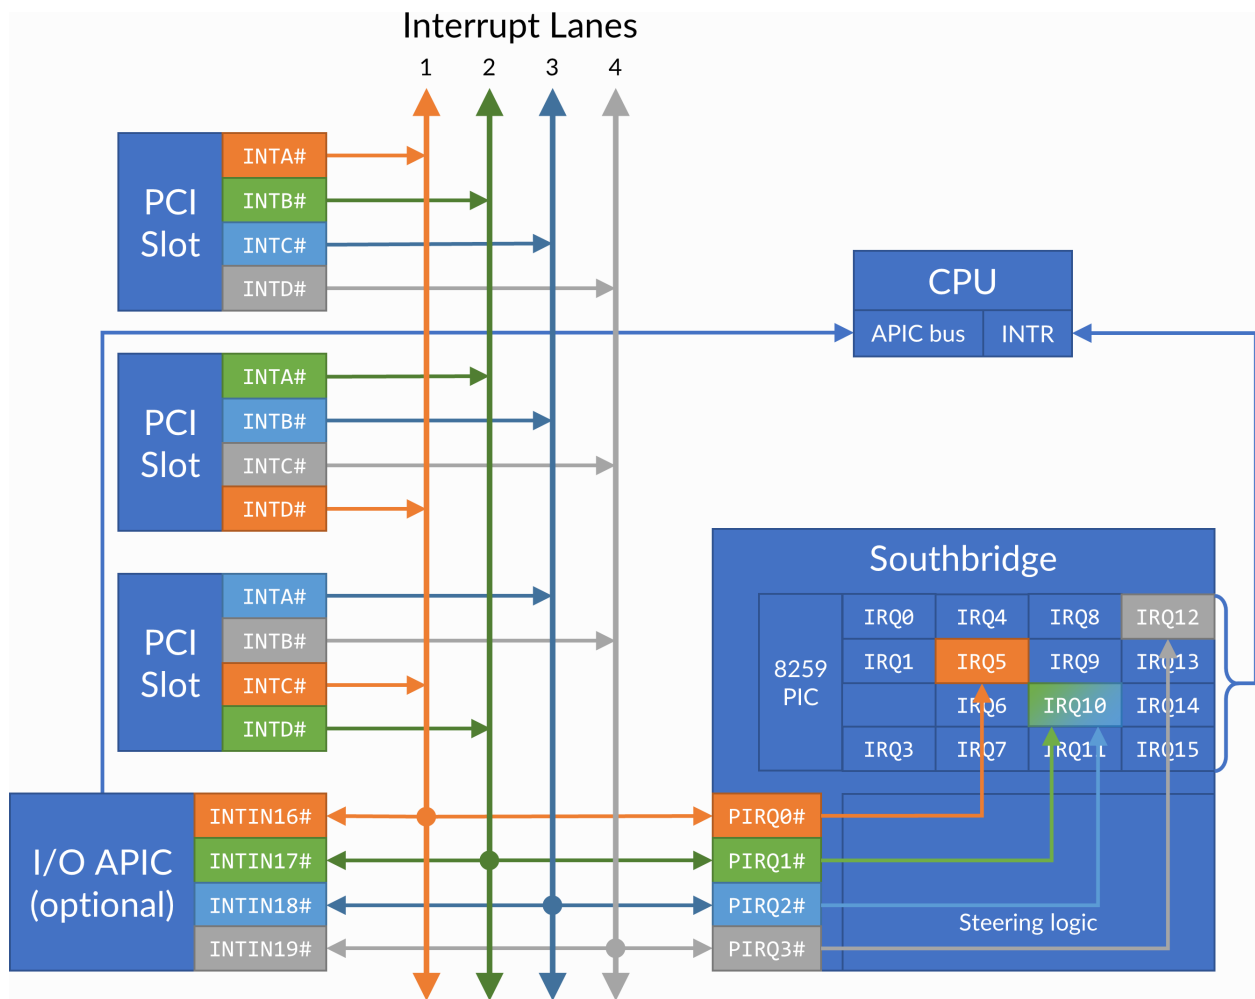 Interrupt Lanes
1 2 3 4
PCI
Slot
INTA#
INTB#
INTC#
INTD#
CPU
APIC bus
INTR
PCI
Slot
INTA#
INTB#
INTC#
INTD#
PCI
Slot
INTA#
INTB#
INTC#
INTD#
Southbridge
8259
PIC
IRQ0 IRQ4 IRQ8 IRQ12
IRQ1 IRQ5 IRQ9 IRQ13
IRQ6 IRQ10 IRQ14
IRQ3 IRQ7 IRQ11 IRQ15
I/O APIC
(optional)
INTIN16#
INTIN17#
INTIN18#
INTIN19#
PIRQ0#
PIRQ1#
PIRQ2#
PIRQ3#
Steering logic